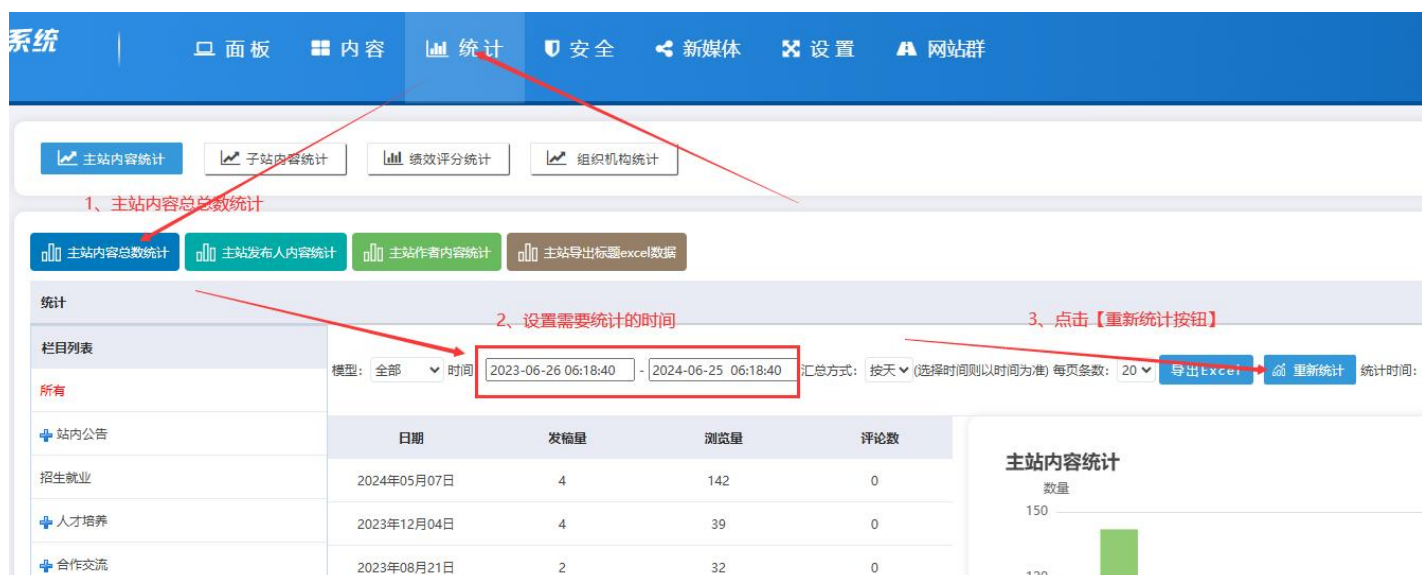 系统 面板 内容 统计 安全 新媒体 设置 网站群
主站内容统计 子站内容统计 绩效评分统计 组织机构统计
1、主站内容总总数统计
主站内容总数统计 主站发布人内容统计 主站作者内容统计 主站导出标题excel数据
统计
2、设置需要统计的时间 3、点击【重新统计按钮】
栏目列表
模型: 全部 时间 2023-06-26 06:18:40 - 2024-06-25 06:18:40 汇总方式: 按天 (选择时间则以时间为准) 每页条数: 20 导出Excel 重新统计 统计时间:
所有
站内公告 日期 发稿量 浏览量 评论数
主站内容统计
招生就业 2024年05月07日 4 142 0
数量
150
人才培养 2023年12月04日 4 39 0
合作交流 2023年08月21日 2 32 0